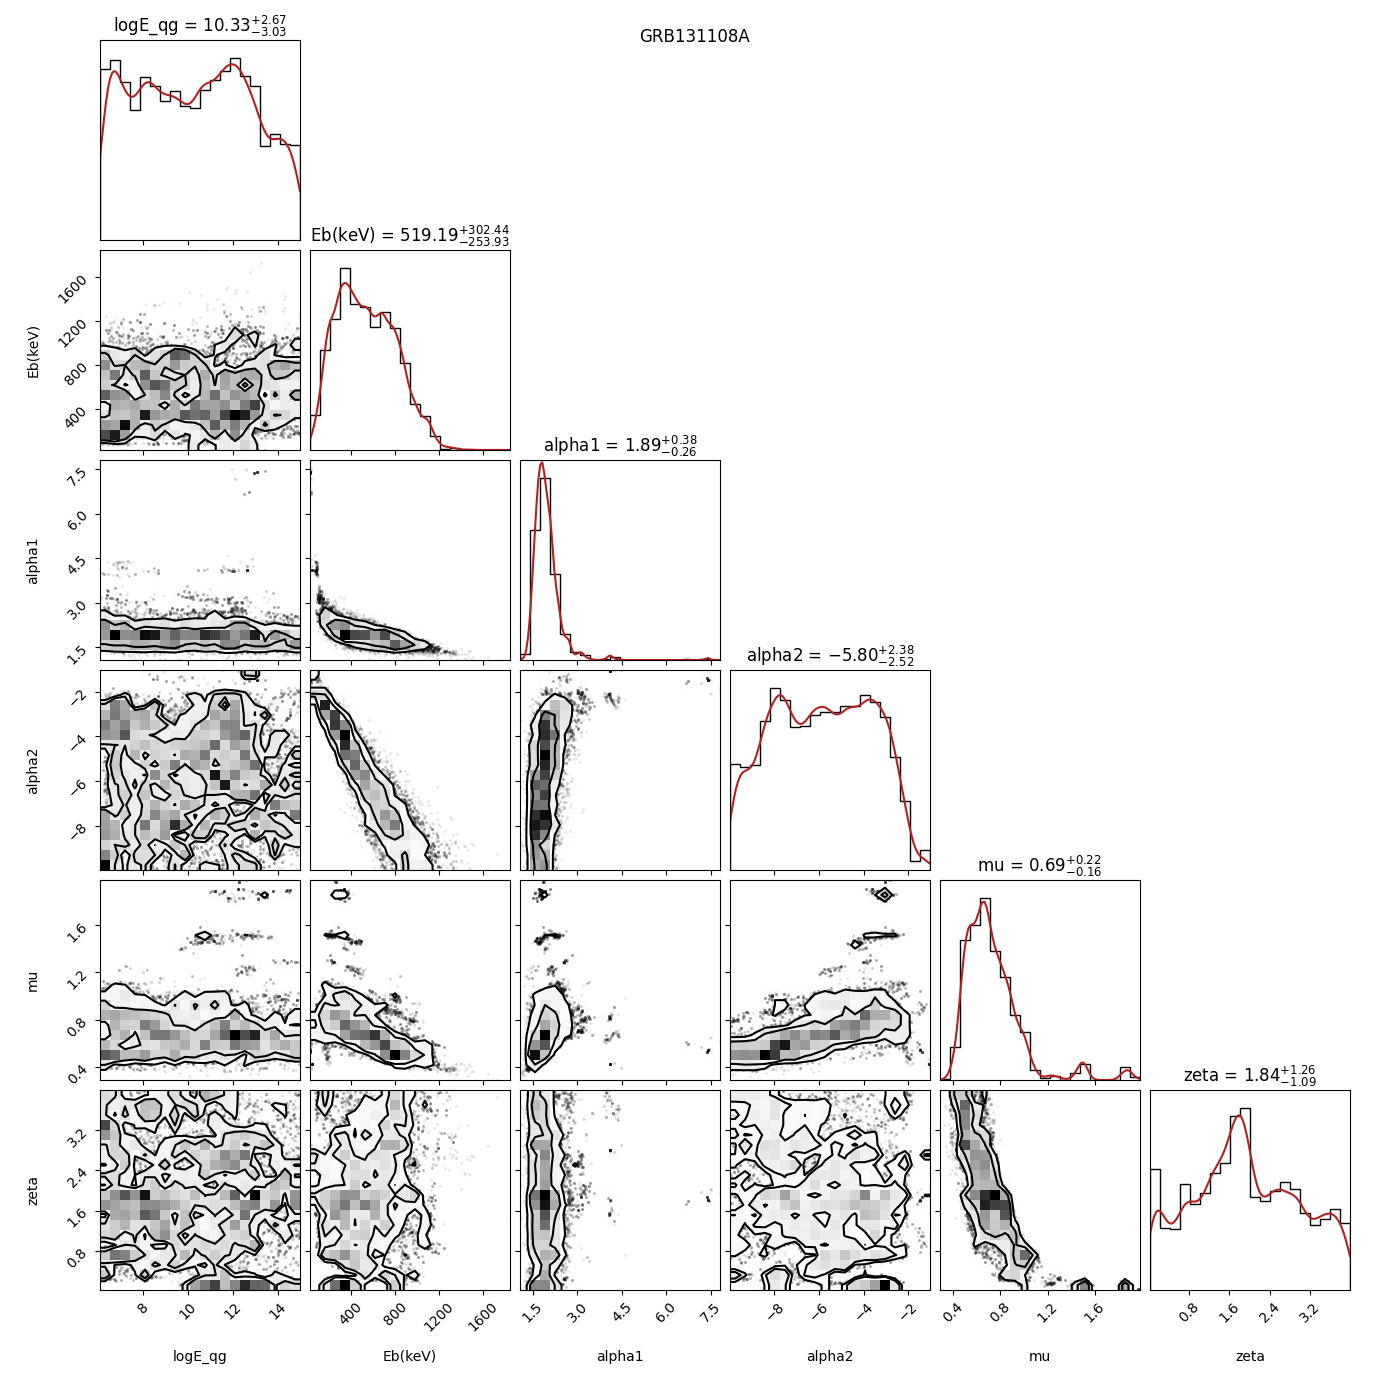 GRB131108A
logE_qg = 10.33 +2.67 −3.03
Eb(keV) = 519.19 +302.44 −253.93
1600
1200
800
400
Eb(keV)
alpha1 = 1.89 +0.38 −0.26
7.5
6.0
4.5
3.0
1.5
alpha1
alpha2 = −5.80 +2.38 −2.52
−2
−4
−6
−8
alpha2
mu = 0.69 +0.22 −0.16
1.6
1.2
0.8
0.4
mu
zeta = 1.84 +1.26 −1.09
3.2
2.4
1.6
0.8
zeta
8 10 12 14
400 800 1200 1600
1.5 3.0 4.5 6.0 7.5
−8 −6 −4 −2
0.4 0.8 1.2 1.6
0.8 1.6 2.4 3.2
logE_qg Eb(keV) alpha1 alpha2 mu zeta